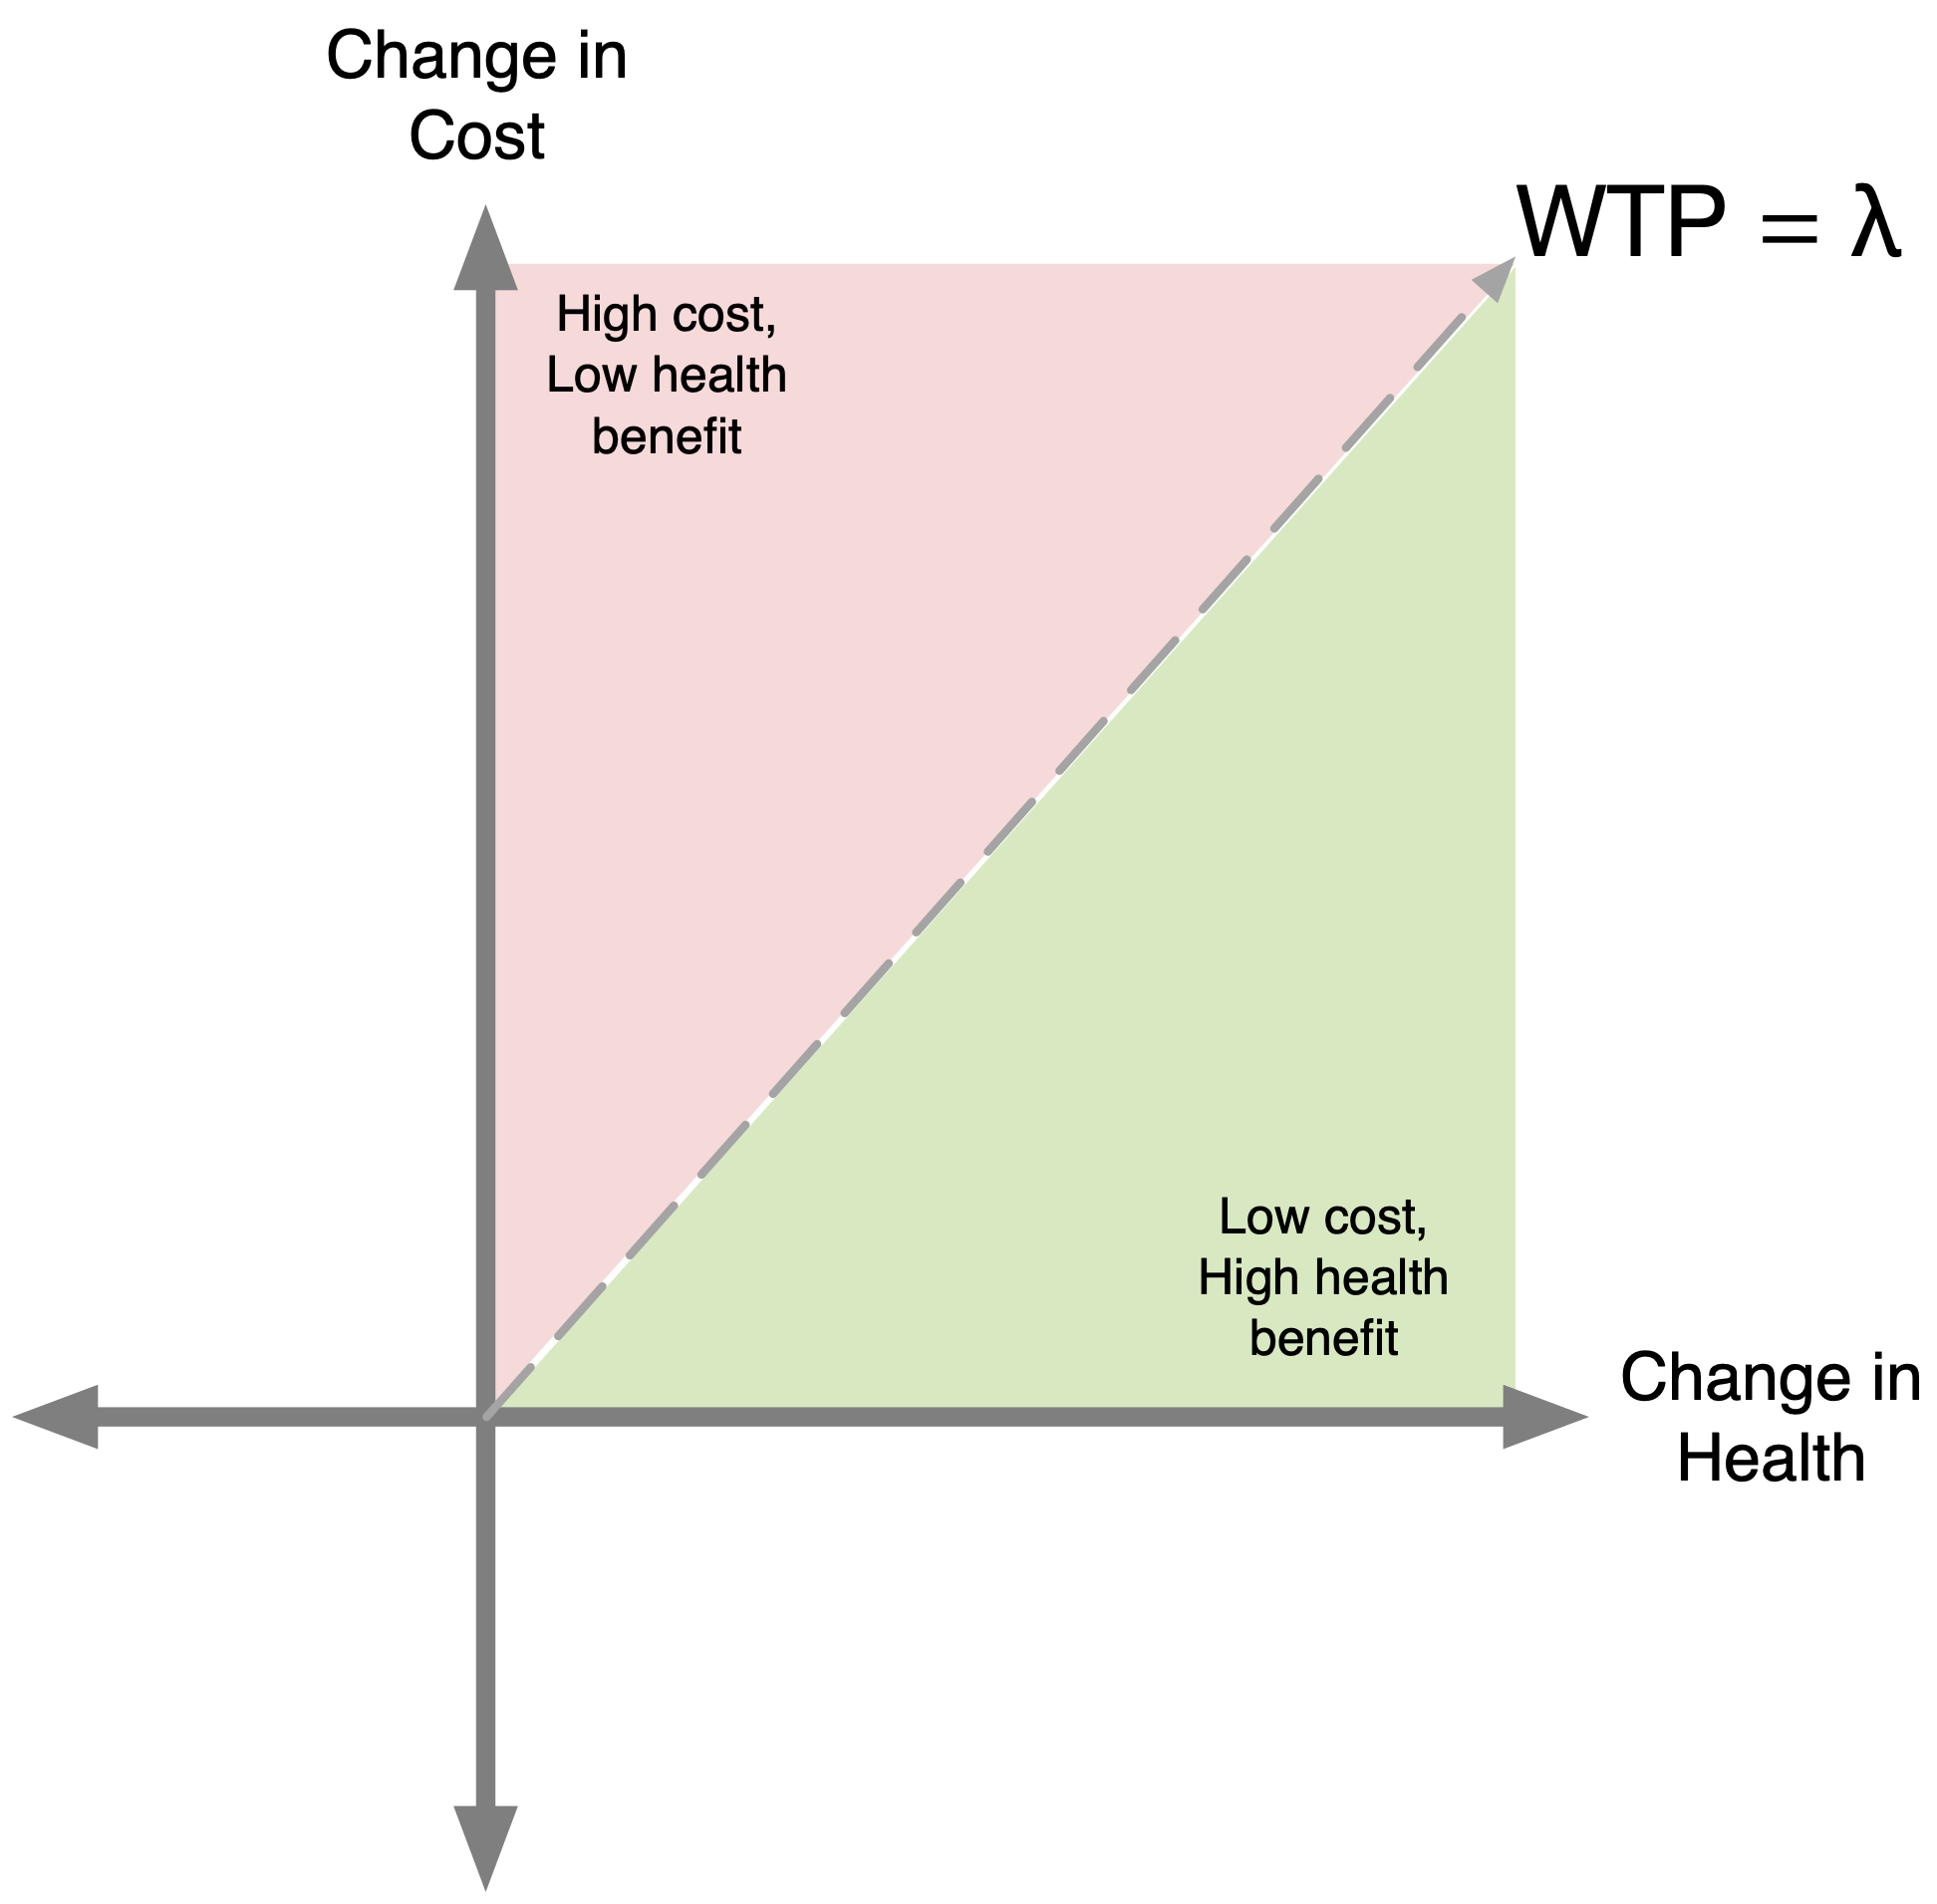 Change in
Cost
WTP = λ
High cost,
Low health
benefit
Low cost,
High health
benefit
Change in
Health